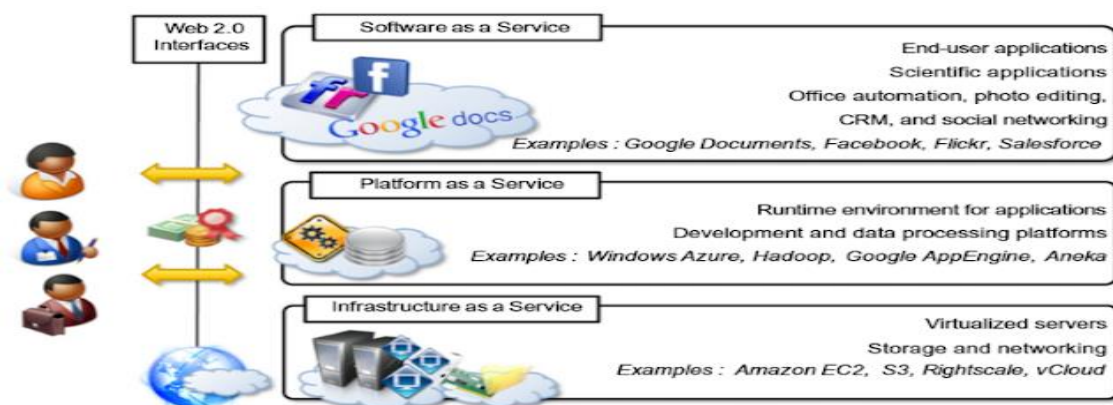 Web 2.0
Interfaces
Software as a Service
End-user applications
Scientific applications
Office automation, photo editing,
CRM, and social networking
Examples : Google Documents, Facebook, Flickr, Salesforce
f
fr
Google docs
Platform as a Service
Runtime environment for applications
Development and data processing platforms
Examples : Windows Azure, Hadoop, Google AppEngine, Aneka
Infrastructure as a Service
Virtualized servers
Storage and networking
Examples : Amazon EC2, S3, Rightscale, vCloud